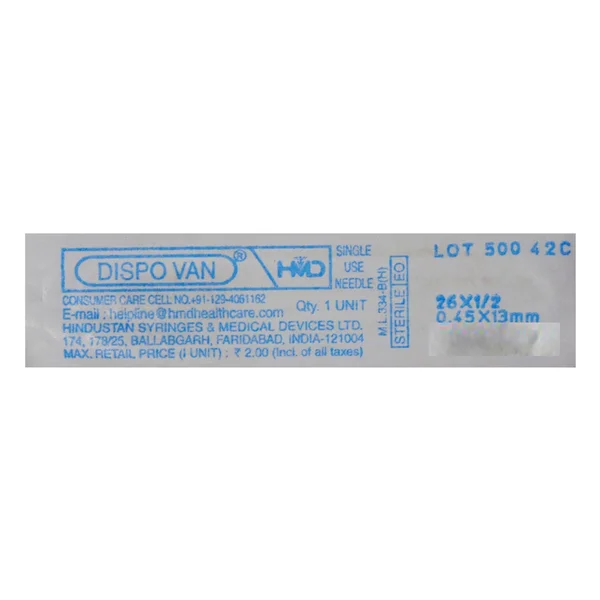 DISPO VAN®
HMD
SINGLE
USE
NEEDLE
CONSUMER CARE CELL NO.+91-129-4061162
E-mail : helpline@hmdhealthcare.com
Qty. 1 UNIT
HINDUSTAN SYRINGES & MEDICAL DEVICES LTD.
174, 178/25, BALLABGARH, FARIDABAD, INDIA-121004
MAX. RETAIL PRICE (I UNIT) : ₹ 2.00 (Incl. of all taxes)
M.L.334-B(H)
STERILE EO
LOT 500 42C
26X1/2
0.45X13mm